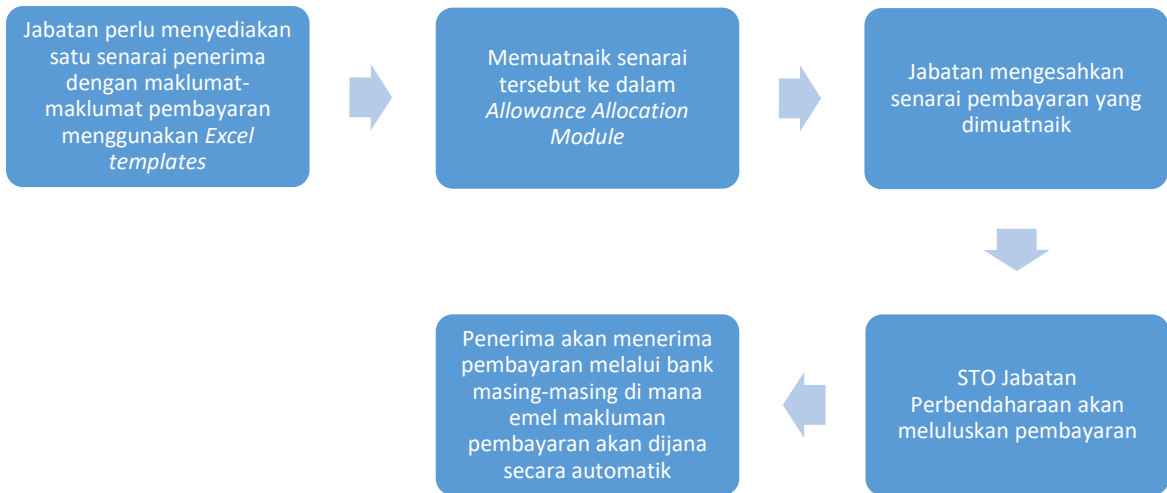 Jabatan perlu menyediakan
satu senarai penerima
dengan maklumat-
maklumat pembayaran
menggunakan Excel
templates
Memuatnaik senarai
tersebut ke dalam
Allowance Allocation
Module
Jabatan mengesahkan
senarai pembayaran yang
dimuatnaik
STO Jabatan
Perbendaharaan akan
meluluskan pembayaran
Penerima akan menerima
pembayaran melalui bank
masing-masing di mana
emel makluman
pembayaran akan dijana
secara automatik